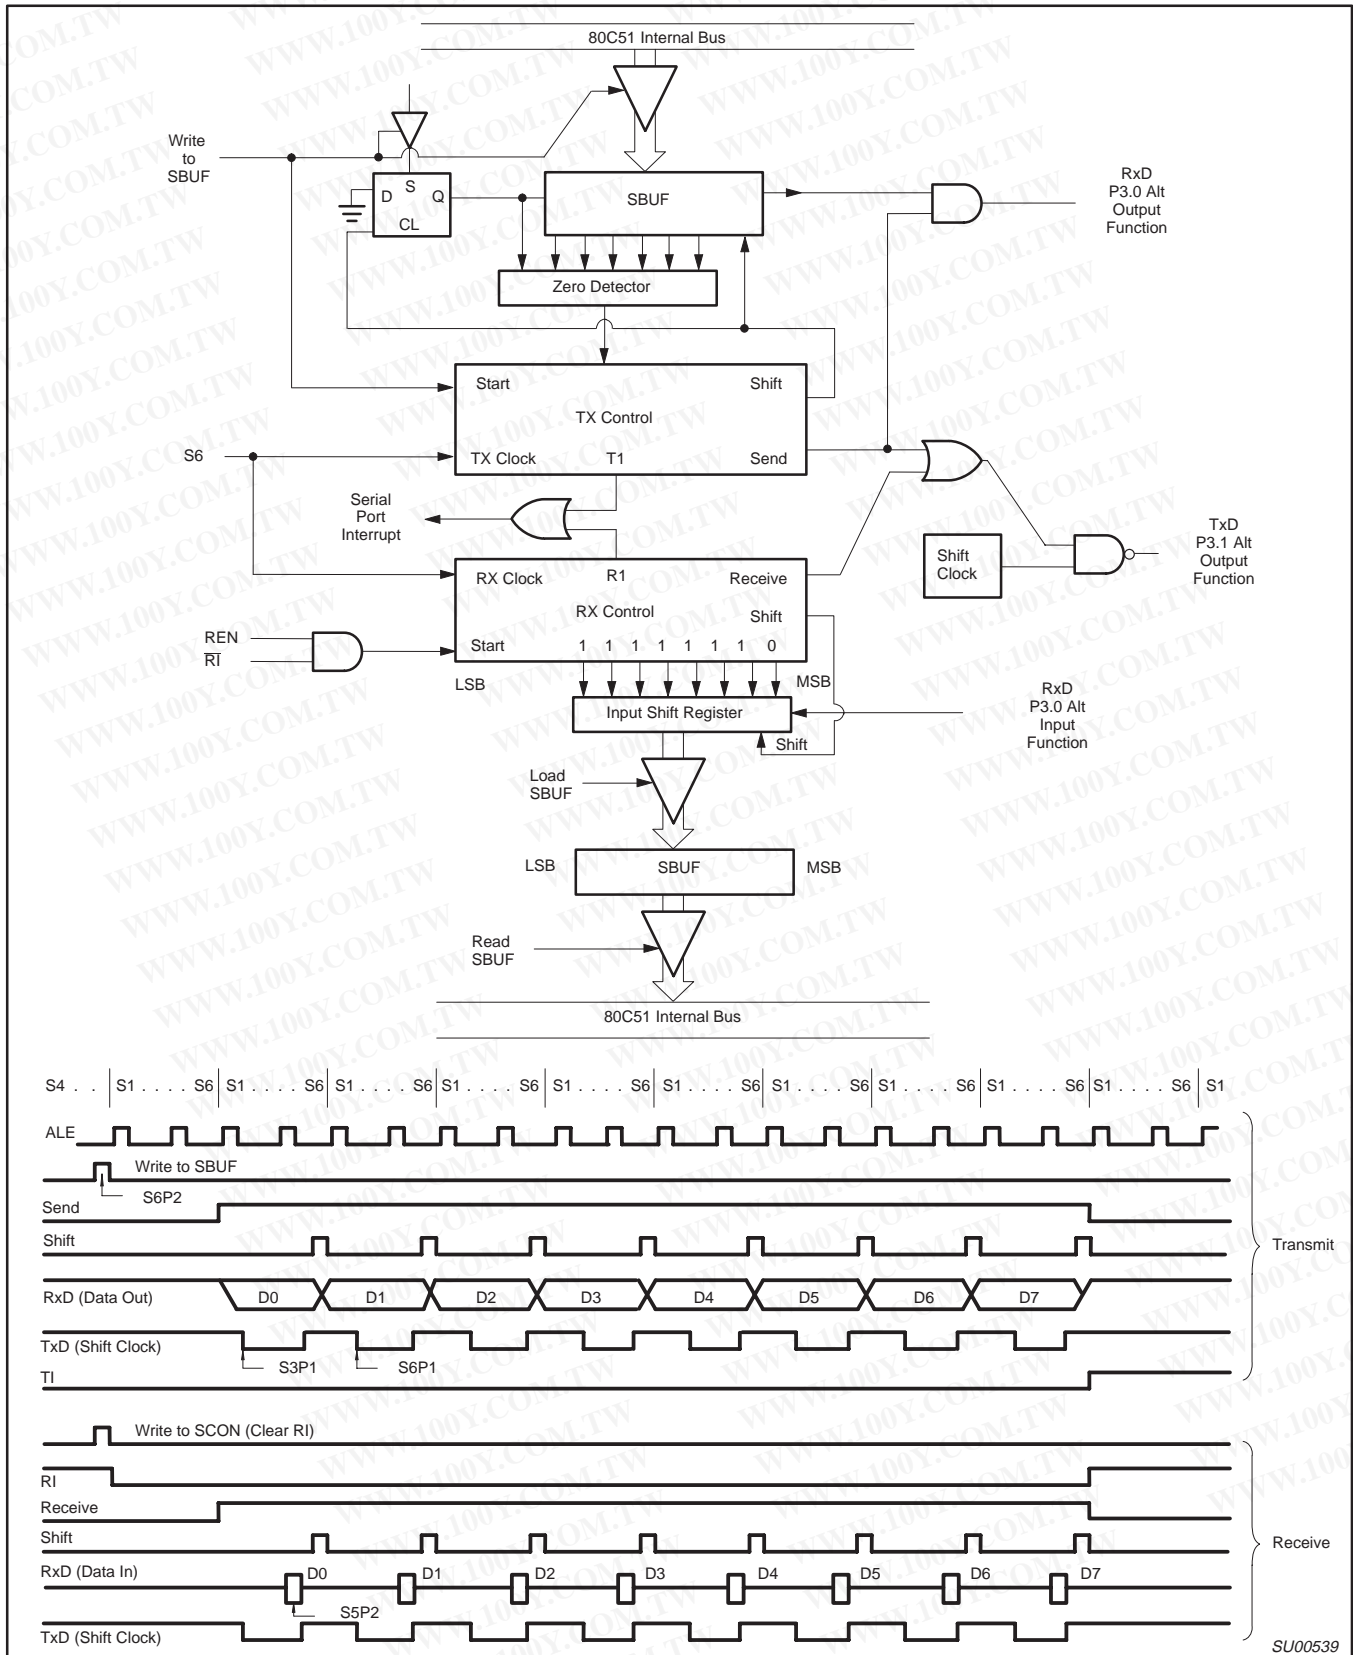 80C51 Internal Bus
Write
to
SBUF
S
D
Q
CL
SBUF
RxD
P3.0 Alt
Output
Function
Zero Detector
Start
Shift
TX Control
S6
TX Clock
T1
Send
Serial
Port
Interrupt
TxD
P3.1 Alt
Output
Function
Shift
Clock
RX Clock
R1
Receive
RX Control
Shift
REN
RI
Start
1 1 1 1 1 1 1 0
LSB
MSB
RxD
P3.0 Alt
Input
Function
Input Shift Register
Shift
Load
SBUF
LSB
SBUF
MSB
Read
SBUF
80C51 Internal Bus
S4 . . S1 . . . . S6 S1 . . . . S6 S1 . . . . S6 S1 . . . . S6 S1 . . . . S6 S1 . . . . S6 S1 . . . . S6 S1 . . . . S6 S1 . . . . S6 S1 . . . . S6 S1
ALE
Write to SBUF
S6P2
Send
Shift
Transmit
RxD (Data Out) D0 D1 D2 D3 D4 D5 D6 D7
TxD (Shift Clock)
S3P1 S6P1
TI
Write to SCON (Clear RI)
RI
Receive
Shift
Receive
RxD (Data In) D0 D1 D2 D3 D4 D5 D6 D7
S5P2
TxD (Shift Clock)
SU00539
WWW.100Y.COM.TW